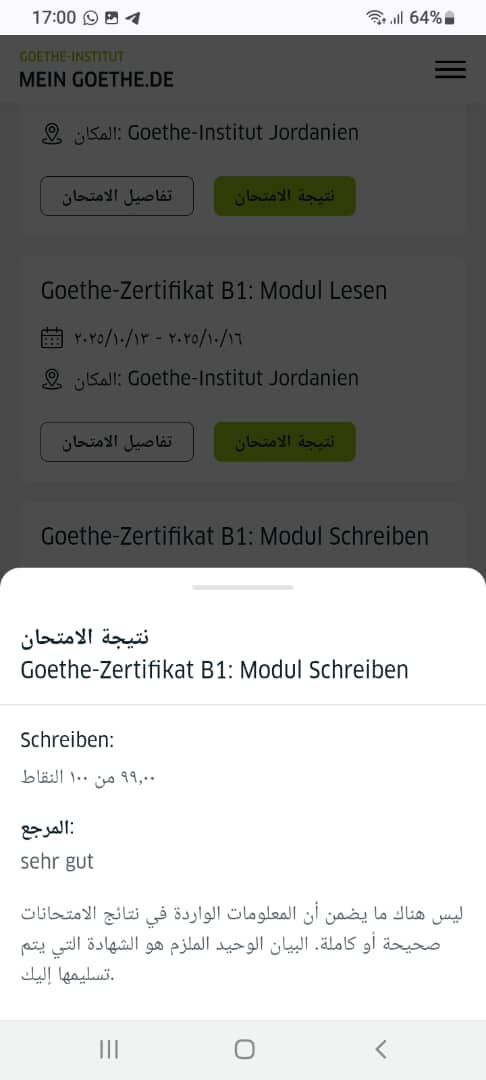 17:00
64%
GOETHE-INSTITUT
MEIN GOETHE.DE
المكان: Goethe-Institut Jordanien
تفاصيل الامتحان
نتيجة الامتحان
Goethe-Zertifikat B1: Modul Lesen
٢٠٢٥/١٠/١٣ - ٢٠٢٥/١٠/١٦
المكان: Goethe-Institut Jordanien
تفاصيل الامتحان
نتيجة الامتحان
Goethe-Zertifikat B1: Modul Schreiben
نتيجة الامتحان
Goethe-Zertifikat B1: Modul Schreiben
Schreiben:
٩٩,٠٠ من ١٠٠ النقاط
المرجع:
sehr gut
ليس هناك ما يضمن أن المعلومات الواردة في نتائج الامتحانات
صحيحة أو كاملة. البيان الوحيد الملزم هو الشهادة التي يتم
تسليمها إليك.